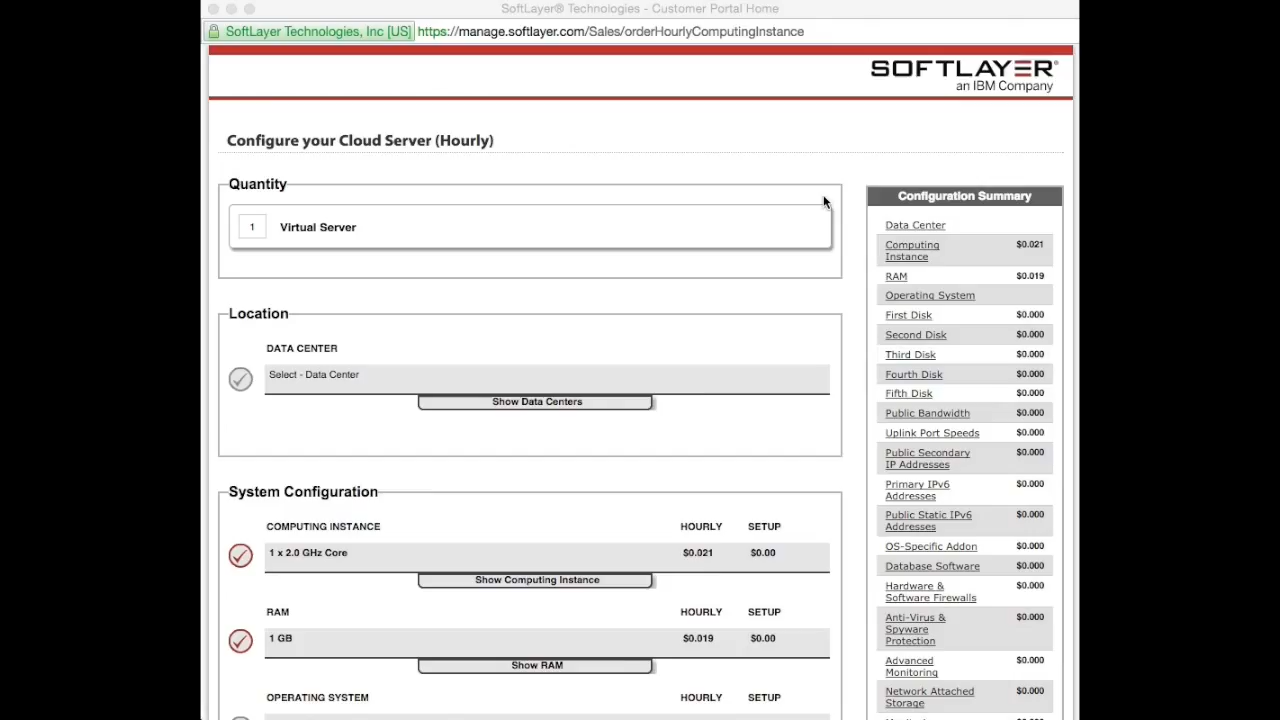 SoftLayer® Technologies - Customer Portal Home
SoftLayer Technologies, Inc [US] https://manage.softlayer.com/Sales/orderHourlyComputingInstance
SOFTLAYER®
an IBM Company
Configure your Cloud Server (Hourly)
Quantity
1 Virtual Server
Location
DATA CENTER
Select - Data Center
Show Data Centers
System Configuration
COMPUTING INSTANCE HOURLY SETUP
1 x 2.0 GHz Core $0.021 $0.00
Show Computing Instance
RAM HOURLY SETUP
1 GB $0.019 $0.00
Show RAM
OPERATING SYSTEM HOURLY SETUP
Configuration Summary
Data Center
Computing $0.021
Instance
RAM $0.019
Operating System
First Disk $0.000
Second Disk $0.000
Third Disk $0.000
Fourth Disk $0.000
Fifth Disk $0.000
Public Bandwidth $0.000
Uplink Port Speeds $0.000
Public Secondary $0.000
IP Addresses
Primary IPv6 $0.000
Addresses
Public Static IPv6 $0.000
Addresses
OS-Specific Addon $0.000
Database Software $0.000
Hardware & $0.000
Software Firewalls
Anti-Virus & $0.000
Spyware
Protection
Advanced $0.000
Monitoring
Network Attached $0.000
Storage